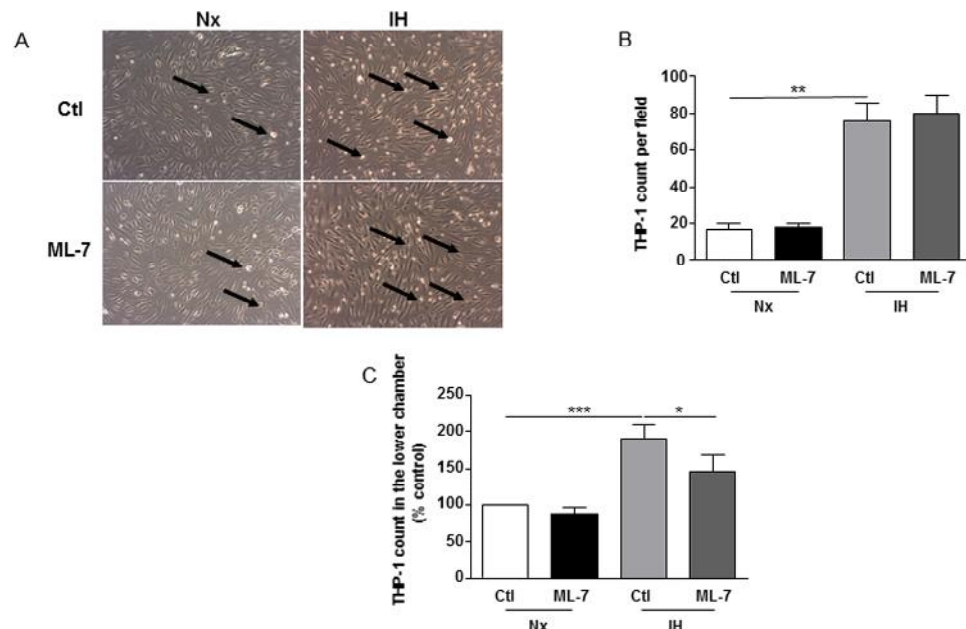 A
Nx
IH
Ctl
ML-7
B
THP-1 count per field
100
80
60
40
20
0
**
Ctl
ML-7
Ctl
ML-7
Nx
IH
C
THP-1 count in the lower chamber
(% control)
250
200
150
100
50
0
***
*
Ctl
ML-7
Ctl
ML-7
Nx
IH